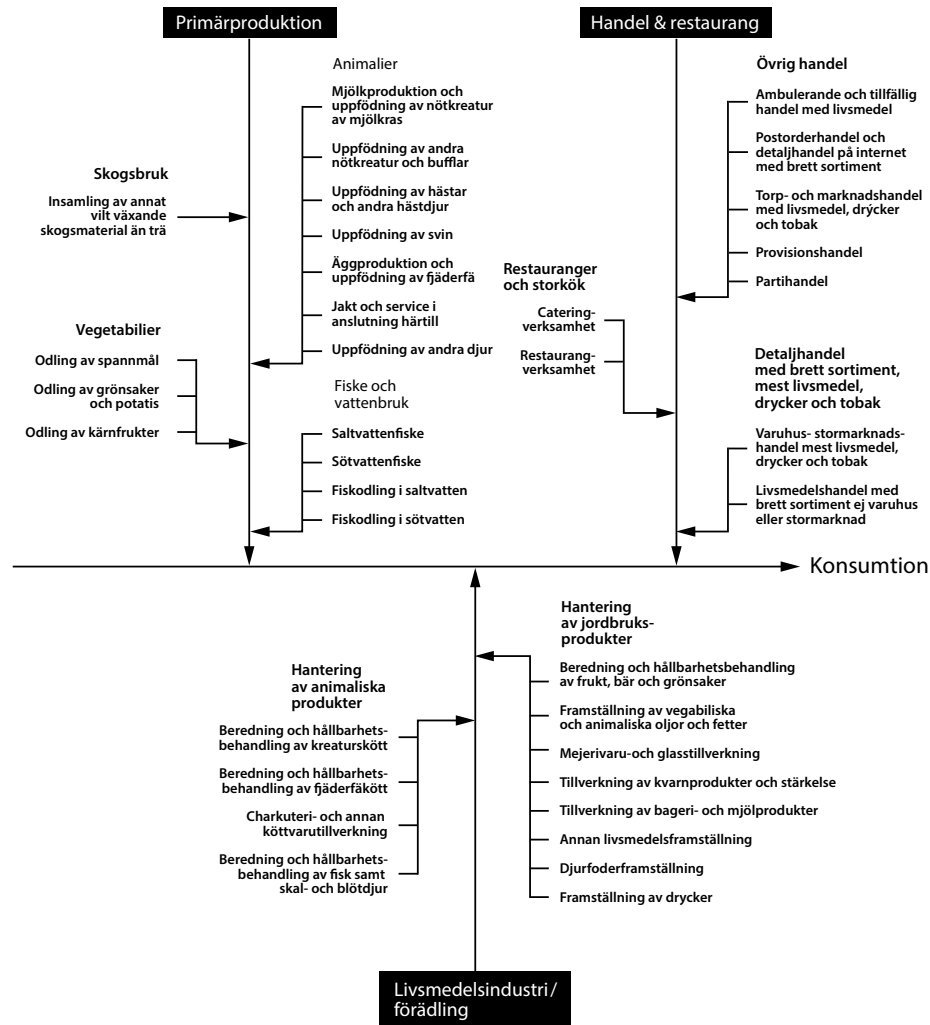 Primärproduktion
Handel & restaurang
Animalier
Mjölkproduktion och
uppfödning av nötkreatur
av mjölkras
Uppfödning av andra
nötkreatur och bufflar
Uppfödning av hästar
och andra hästdjur
Uppfödning av svin
Äggproduktion och
uppfödning av fjäderfä
Jakt och service i
anslutning härtill
Uppfödning av andra djur
Skogsbruk
Insamling av annat
vilt växande
skogsmaterial än trä
Vegetabilier
Odling av spannmål
Odling av grönsaker
och potatis
Odling av kärnfrukter
Fiske och
vattenbruk
Saltvattenfiske
Sötvattenfiske
Fiskodling i saltvatten
Fiskodling i sötvatten
Övrig handel
Ambulerande och tillfällig
handel med livsmedel
Postorderhandel och
detaljhandel på internet
med brett sortiment
Torp- och marknadshandel
med livsmedel, drýcker
och tobak
Provisionshandel
Partihandel
Restauranger
och storkök
Catering-
verksamhet
Restaurang-
verksamhet
Detaljhandel
med brett sortiment,
mest livsmedel,
drycker och tobak
Varuhus- stormarknads-
handel mest livsmedel,
drycker och tobak
Livsmedelshandel med
brett sortiment ej varuhus
eller stormarknad
Konsumtion
Hantering
av animaliska
produkter
Beredning och hållbarhets-
behandling av kreaturskött
Beredning och hållbarhets-
behandling av fjäderfäkött
Charkuteri- och annan
köttvarutillverkning
Beredning och hållbarhets-
behandling av fisk samt
skal- och blötdjur
Hantering
av jordbruks-
produkter
Beredning och hållbarhetsbehandling
av frukt, bär och grönsaker
Framställning av vegabiliska
och animaliska oljor och fetter
Mejerivaru-och glasstillverkning
Tillverkning av kvarnprodukter och stärkelse
Tillverkning av bageri- och mjölprodukter
Annan livsmedelsframställning
Djurfoderframställning
Framställning av drycker
Livsmedelsindustri/
förädling